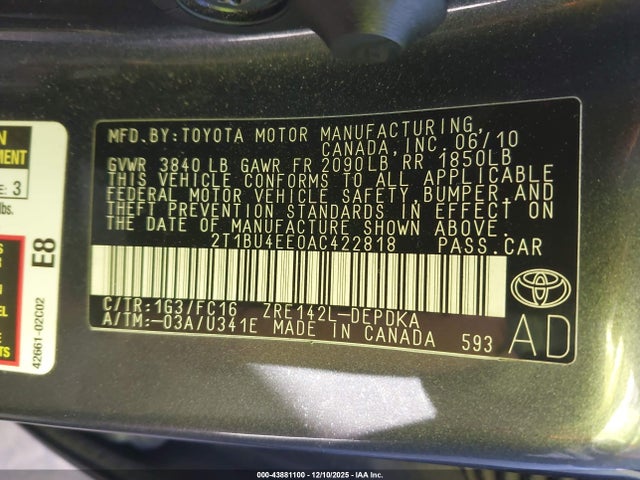 MFD.BY:TOYOTA MOTOR MANUFACTURING,
CANADA, INC. 06/10
GVWR 3840 LB GAWR FR 2090LB, RR 1850LB
THIS VEHICLE CONFORMS TO ALL APPLICABLE
FEDERAL MOTOR VEHICLE SAFETY, BUMPER, AND
THEFT PREVENTION STANDARDS IN EFFECT ON
THE DATE OF MANUFACTURE SHOWN ABOVE.
2T1BU4EE0AC422818 PASS.CAR
C/TR:1G3/FC16 ZRE142L-DEPDKA
A/TM:-03A/U341E MADE IN CANADA 593
AD
E: 3
lbs.
E8
42661-02C02
000-43881100 - 12/10/2025 - IAA Inc.